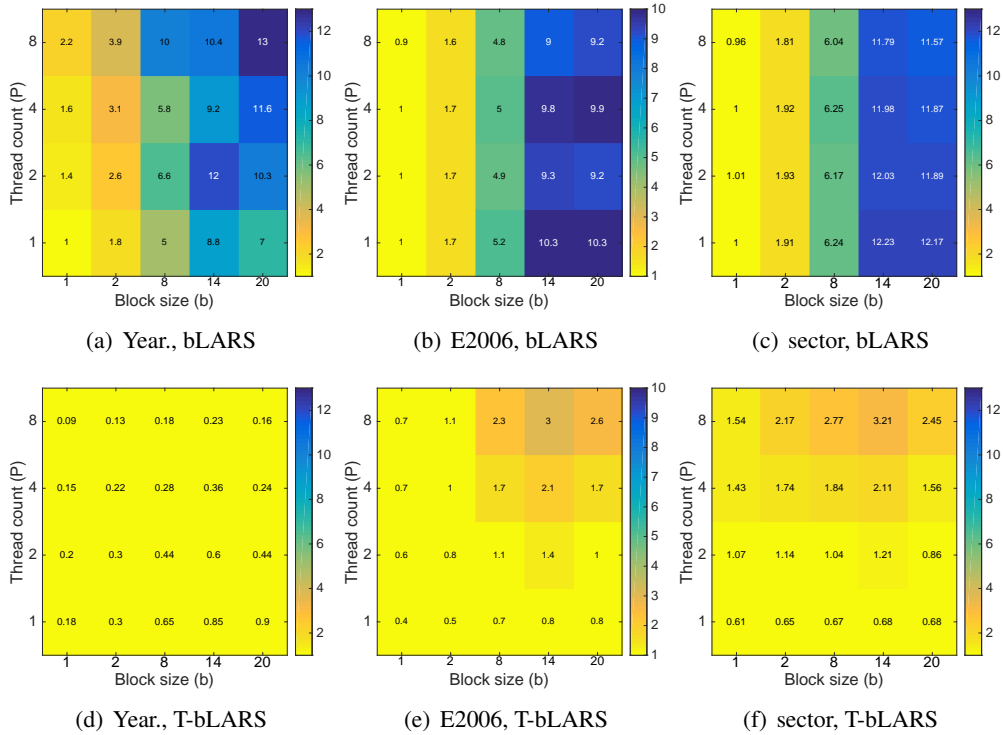 Thread count (P)
8
2.2 3.9 10 10.4 13
4
1.6 3.1 5.8 9.2 11.6
2
1.4 2.6 6.6 12 10.3
1
1 1.8 5 8.8 7
1 2 8 14 20
Block size (b)
12
10
8
6
4
2
(a) Year., bLARS
Thread count (P)
8
0.9 1.6 4.8 9 9.2
4
1 1.7 5 9.8 9.9
2
1 1.7 4.9 9.3 9.2
1
1 1.7 5.2 10.3 10.3
1 2 8 14 20
Block size (b)
10
9
8
7
6
5
4
3
2
1
(b) E2006, bLARS
Thread count (P)
8
0.96 1.81 6.04 11.79 11.57
4
1 1.92 6.25 11.98 11.87
2
1.01 1.93 6.17 12.03 11.89
1
1 1.91 6.24 12.23 12.17
1 2 8 14 20
Block size (b)
12
10
8
6
4
2
(c) sector, bLARS
Thread count (P)
8
0.09 0.13 0.18 0.23 0.16
4
0.15 0.22 0.28 0.36 0.24
2
0.2 0.3 0.44 0.6 0.44
1
0.18 0.3 0.65 0.85 0.9
1 2 8 14 20
Block size (b)
12
10
8
6
4
2
(d) Year., T-bLARS
Thread count (P)
8
0.7 1.1 2.3 3 2.6
4
0.7 1 1.7 2.1 1.7
2
0.6 0.8 1.1 1.4 1
1
0.4 0.5 0.7 0.8 0.8
1 2 8 14 20
Block size (b)
10
9
8
7
6
5
4
3
2
1
(e) E2006, T-bLARS
Thread count (P)
8
1.54 2.17 2.77 3.21 2.45
4
1.43 1.74 1.84 2.11 1.56
2
1.07 1.14 1.04 1.21 0.86
1
0.61 0.65 0.67 0.68 0.68
1 2 8 14 20
Block size (b)
12
10
8
6
4
2
(f) sector, T-bLARS